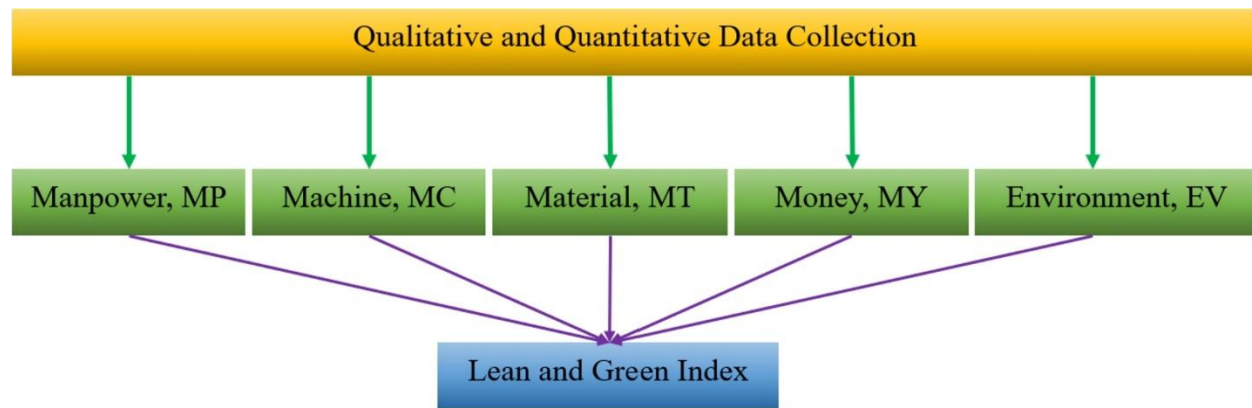 Qualitative and Quantitative Data Collection
Manpower, MP
Machine, MC
Material, MT
Money, MY
Environment, EV
Lean and Green Index